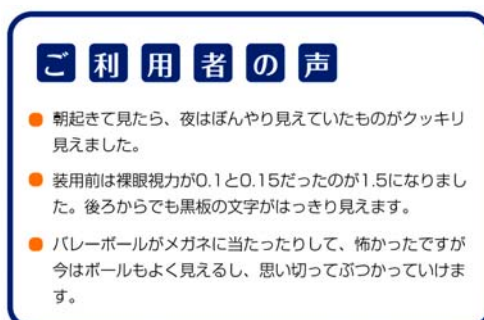 ご利用者の声
朝起きて見たら、夜はぼんやり見えていたものがクッキリ
見えました。
装用前は裸眼視力が0.1と0.15だったのが1.5になりまし
た。後ろからでも黒板の文字がはっきり見えます。
バレーボールがメガネに当たったりして、怖かったですが
今はボールもよく見えるし、思い切ってぶつかっていけま
す。